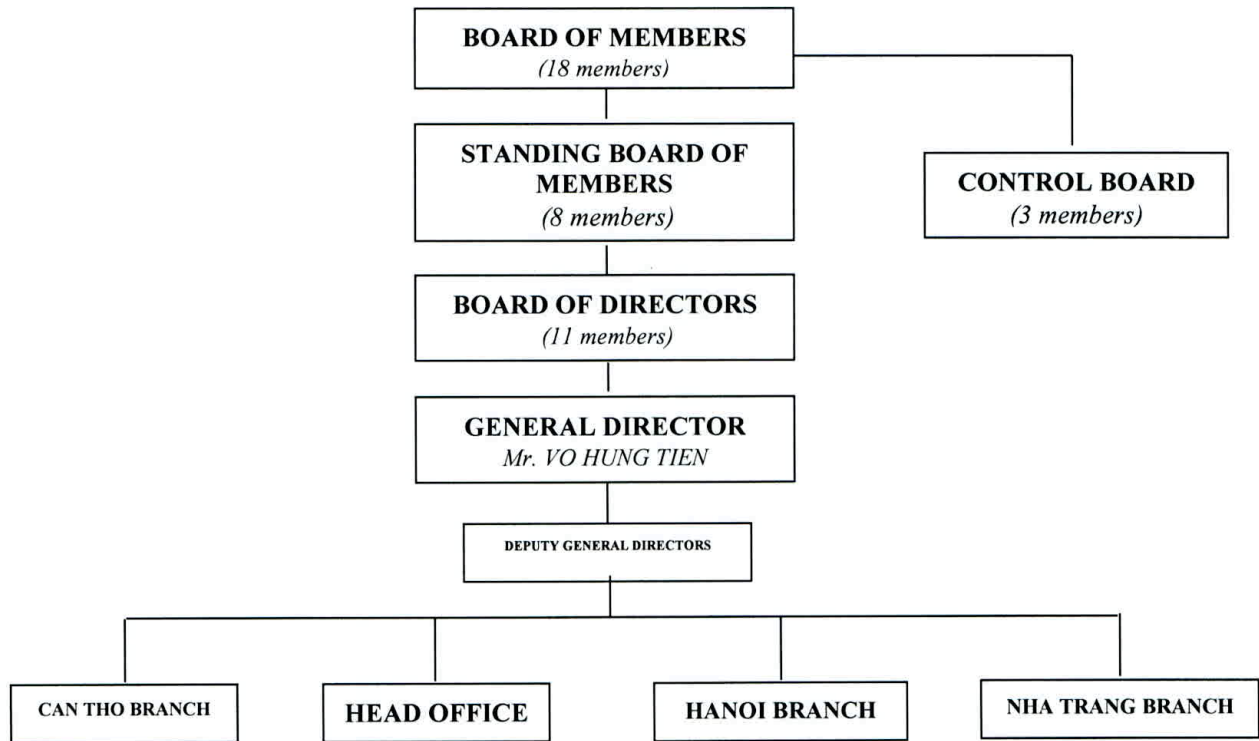 BOARD OF MEMBERS
(18 members)
STANDING BOARD OF
MEMBERS
(8 members)
CONTROL BOARD
(3 members)
BOARD OF DIRECTORS
(11 members)
GENERAL DIRECTOR
Mr. VO HUNG TIEN
DEPUTY GENERAL DIRECTORS
CAN THO BRANCH
HEAD OFFICE
HANOI BRANCH
NHA TRANG BRANCH